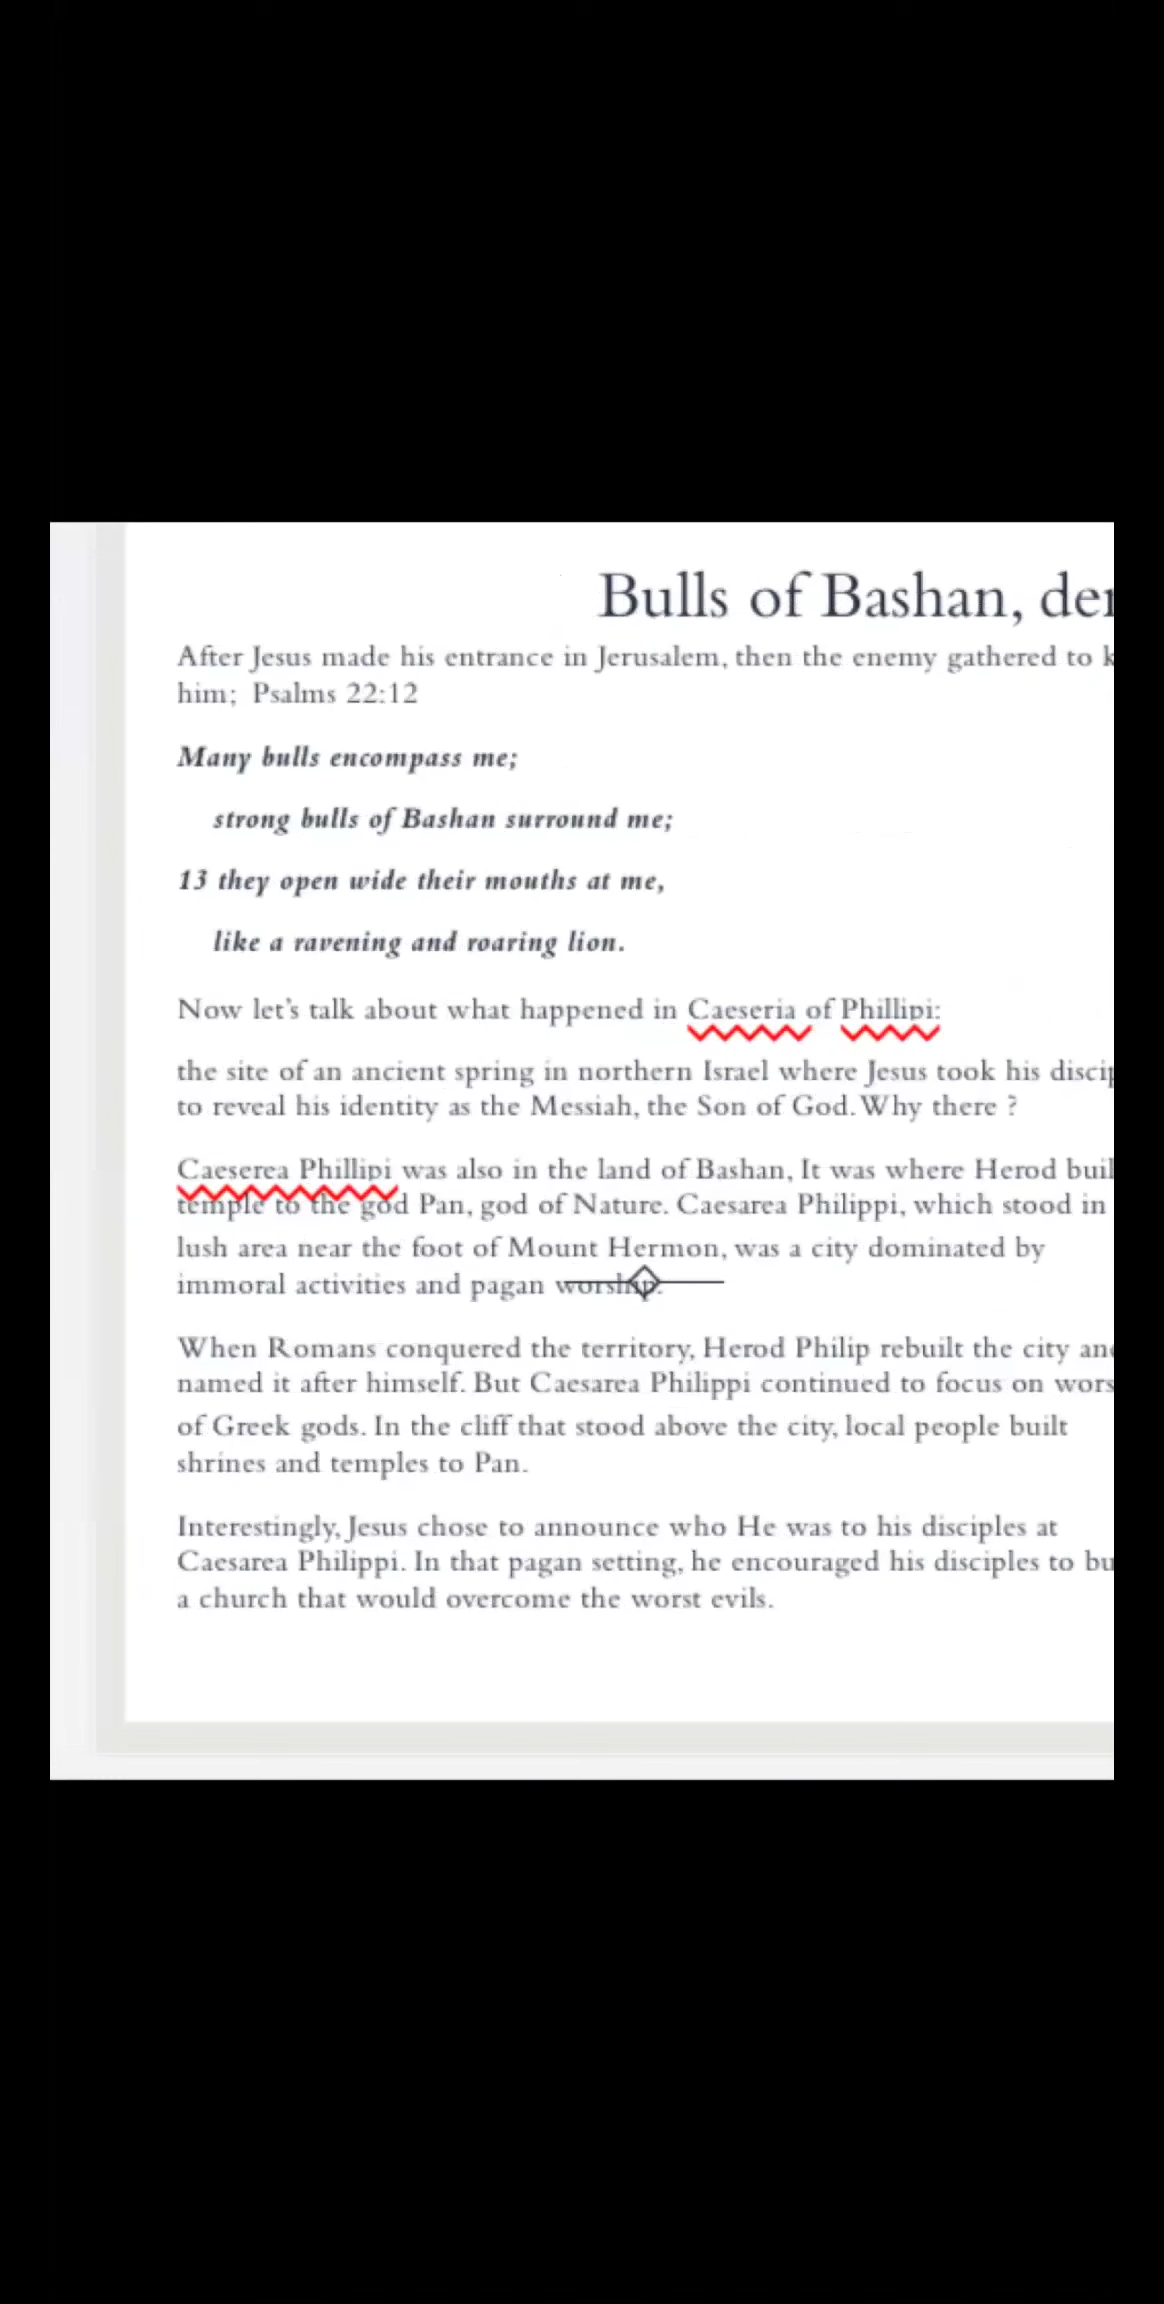 Bulls of Bashan,
After Jesus made his entrance in Jerusalem, then the enemy gathered to
him; Psalms 22:12
Many bulls encompass me;
strong bulls of Bashan surround me;
13 they open wide their mouths at me,
like a ravening and roaring lion.
Now let's talk about what happened in Caeseria of Phillipi:
the site of an ancient spring in northern Israel where Jesus took his
to reveal his identity as the Messiah, the Son of God. Why there ?
Caeserea Phillipi was also in the land of Bashan, It was where Herod
temple to the god Pan, god of Nature. Caesarea Philippi, which stood in
lush area near the foot of Mount Hermon, was a city dominated by
immoral activities and pagan worship.
When Romans conquered the territory, Herod Philip rebuilt the city
named it after himself. But Caesarea Philippi continued to focus on
of Greek gods. In the cliff that stood above the city, local people built
shrines and temples to Pan.
Interestingly, Jesus chose to announce who He was to his disciples at
Caesarea Philippi. In that pagan setting, he encouraged his disciples to
a church that would overcome the worst evils.